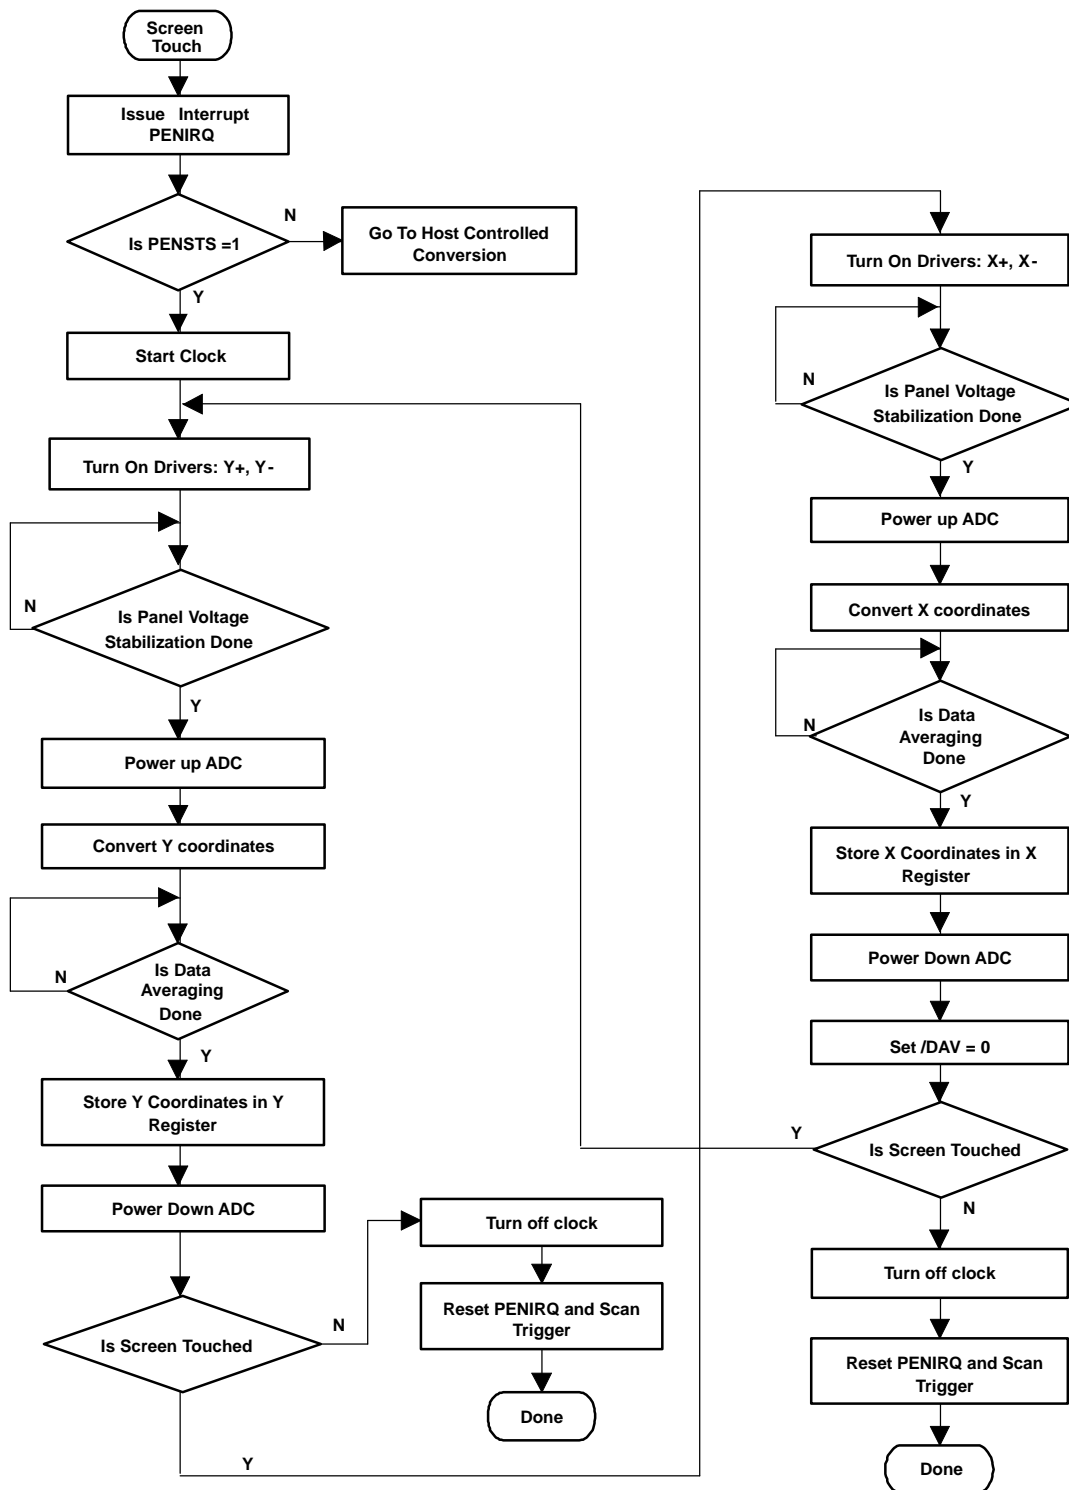 Screen
Touch
Issue Interrupt
PENIRQ
Is PENSTS =1
N
Go To Host Controlled
Conversion
Y
Start Clock
Turn On Drivers: Y+, Y-
N
Is Panel Voltage
Stabilization Done
Y
Power up ADC
Convert Y coordinates
N
Is Data
Averaging
Done
Y
Store Y Coordinates in Y
Register
Power Down ADC
Is Screen Touched
N
Turn off clock
Reset PENIRQ and Scan
Trigger
Done
Y
Turn On Drivers: X+, X-
N
Is Panel Voltage
Stabilization Done
Y
Power up ADC
Convert X coordinates
N
Is Data
Averaging
Done
Y
Store X Coordinates in X
Register
Power Down ADC
Set /DAV = 0
Y
Is Screen Touched
N
Turn off clock
Reset PENIRQ and Scan
Trigger
Done